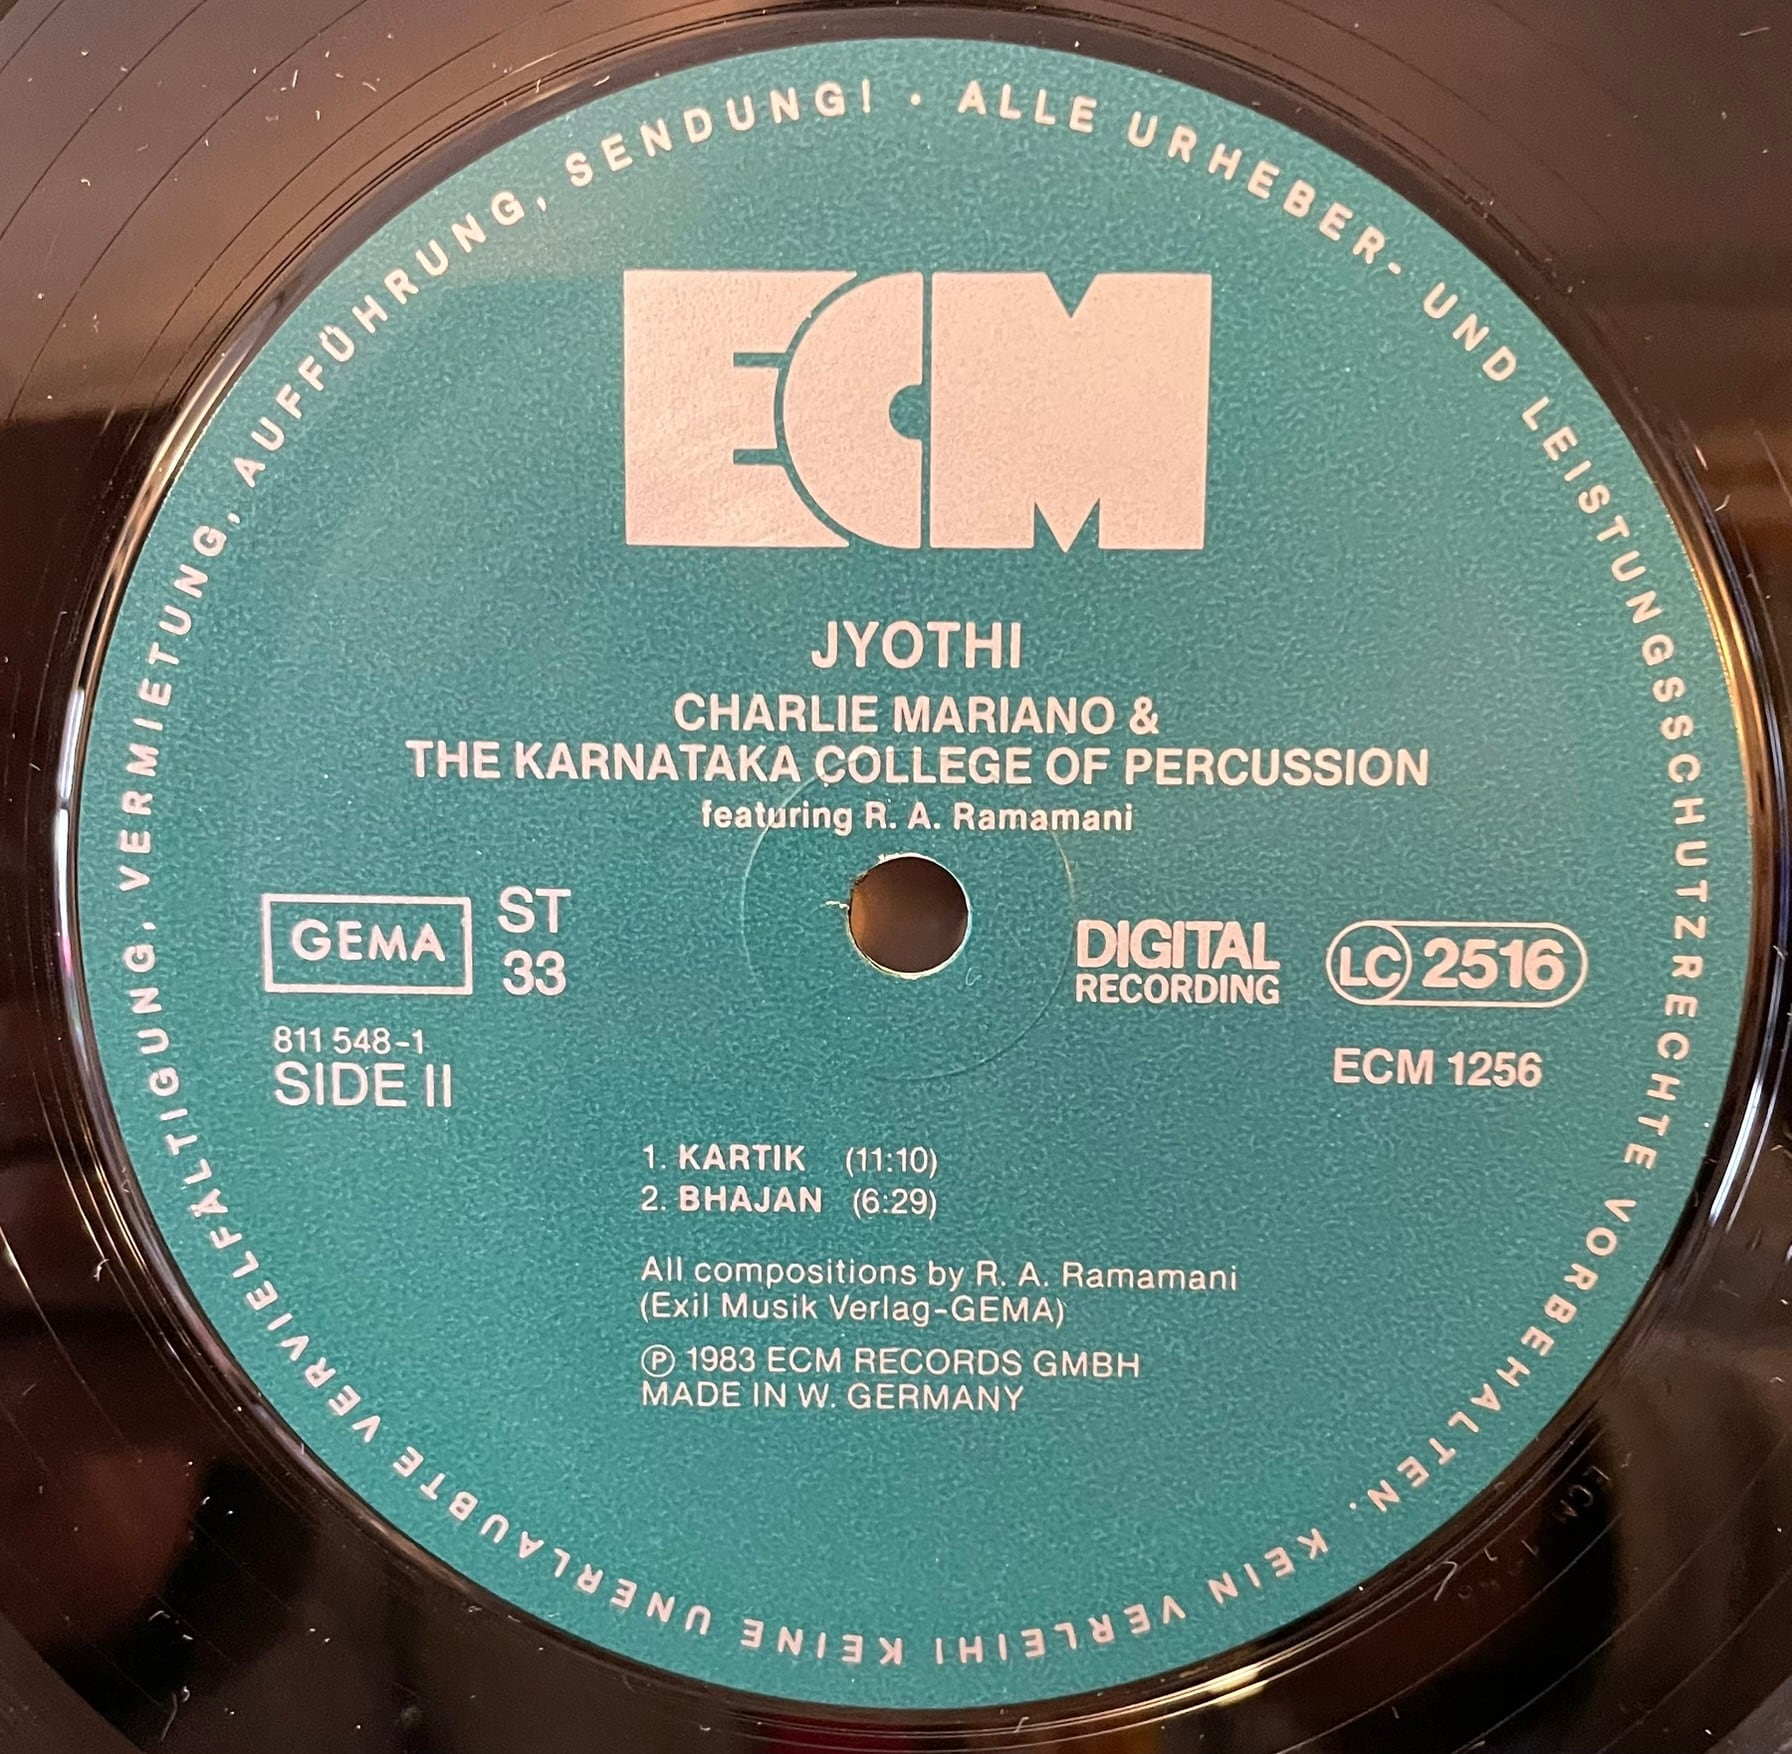 ALLE URHEBER- UND LEISTUNGSSCHUTZRECHTE VORBEHALTEN. KEIN VERLEIH! KEINE UNERLAUBTE VERVIELFÄLTIGUNG, VERMIETUNG, AUFFÜHRUNG, SENDUNG! ·
ECM
JYOTHI
CHARLIE MARIANO &
THE KARNATAKA COLLEGE OF PERCUSSION
featuring R. A. Ramamani
GEMA
ST
33
DIGITAL
RECORDING
LC 2516
811 548-1
SIDE II
ECM 1256
1. KARTIK (11:10)
2. BHAJAN (6:29)
All compositions by R. A. Ramamani
(Exil Musik Verlag-GEMA)
Ⓟ 1983 ECM RECORDS GMBH
MADE IN W. GERMANY